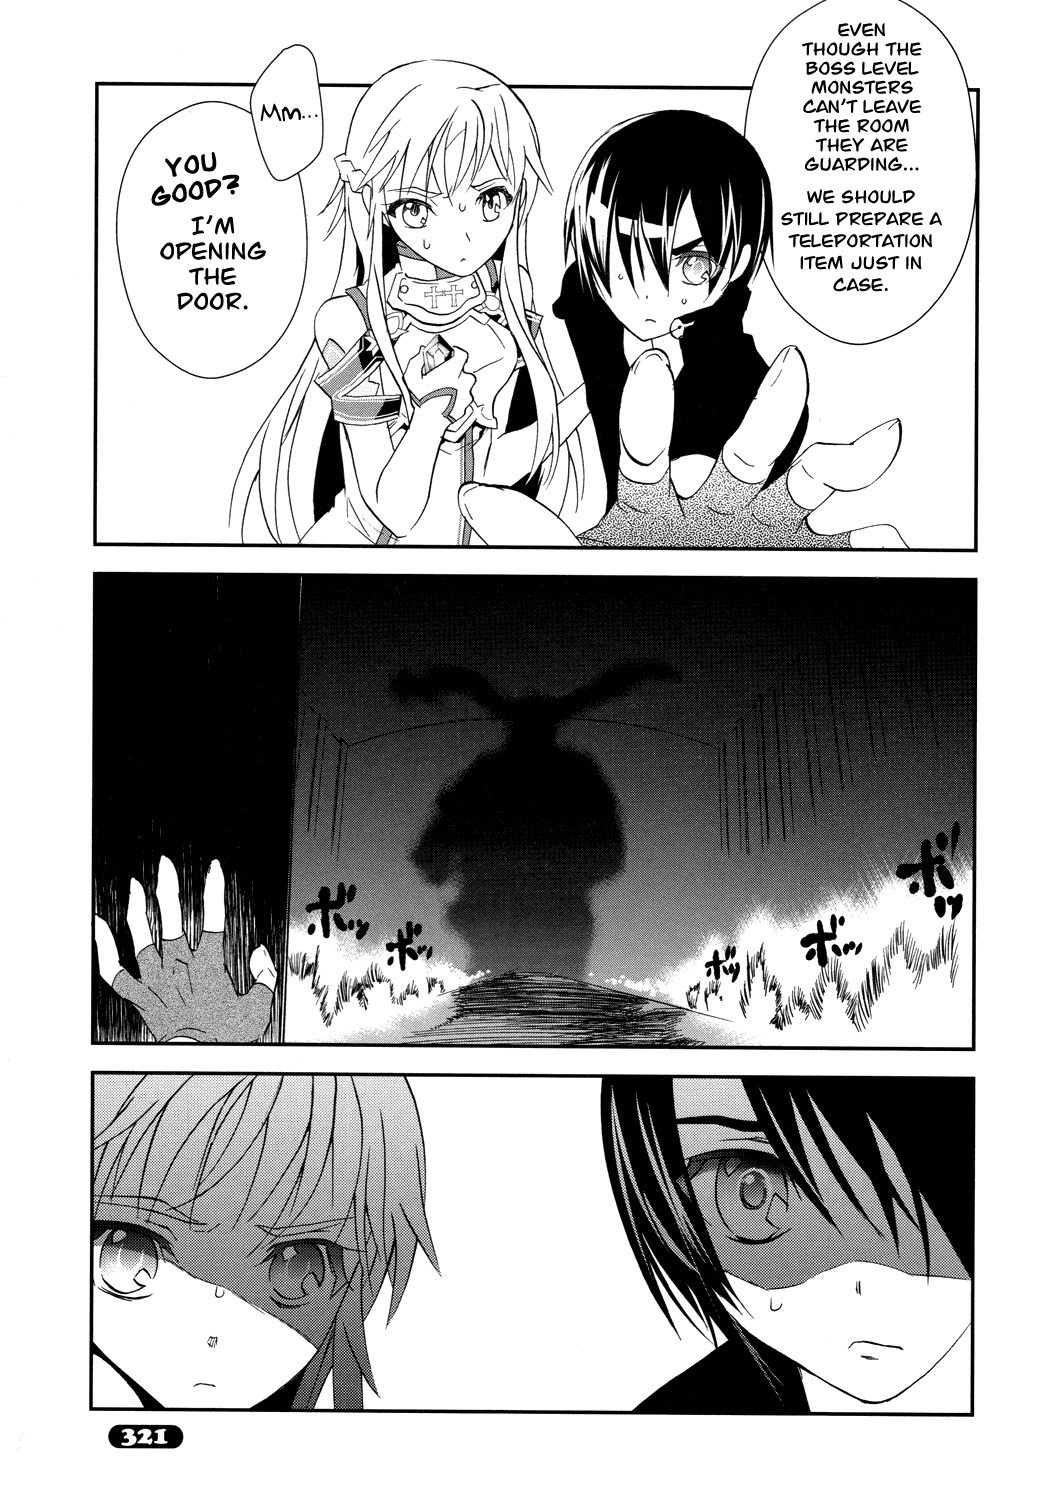 EVEN
THOUGH THE
BOSS LEVEL
MONSTERS
CAN'T LEAVE
THE ROOM
THEY ARE
GUARDING...
WE SHOULD
STILL PREPARE A
TELEPORTATION
ITEM JUST IN
CASE.
Mm...
YOU
GOOD?
I'M
OPENING
THE
DOOR.
ボッ
ボッ
ボッ
ボッ
ボッ
321